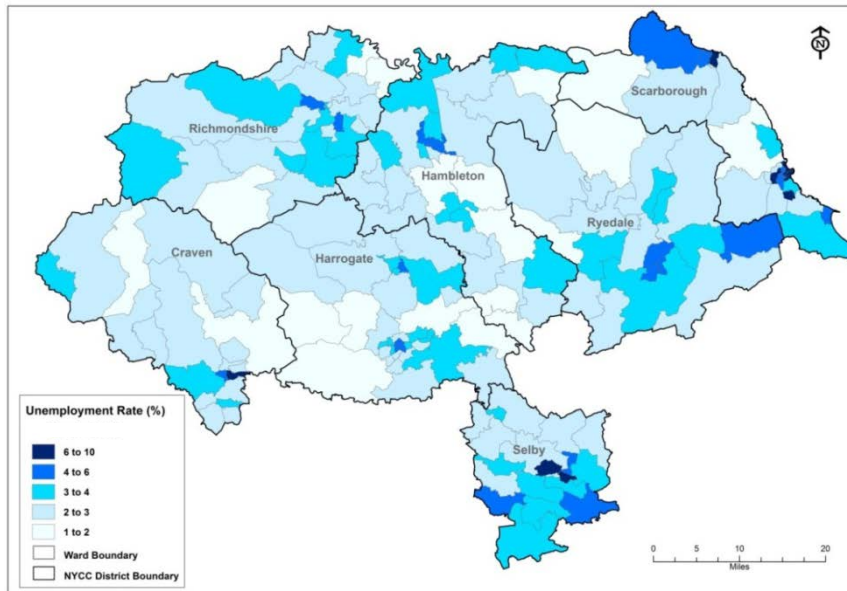 N
Scarborough
Richmondshire
Hambleton
Ryedale
Craven
Harrogate
Selby
Unemployment Rate (%)
6 to 10
4 to 6
3 to 4
2 to 3
1 to 2
Ward Boundary
NYCC District Boundary
0 5 10 20
Miles